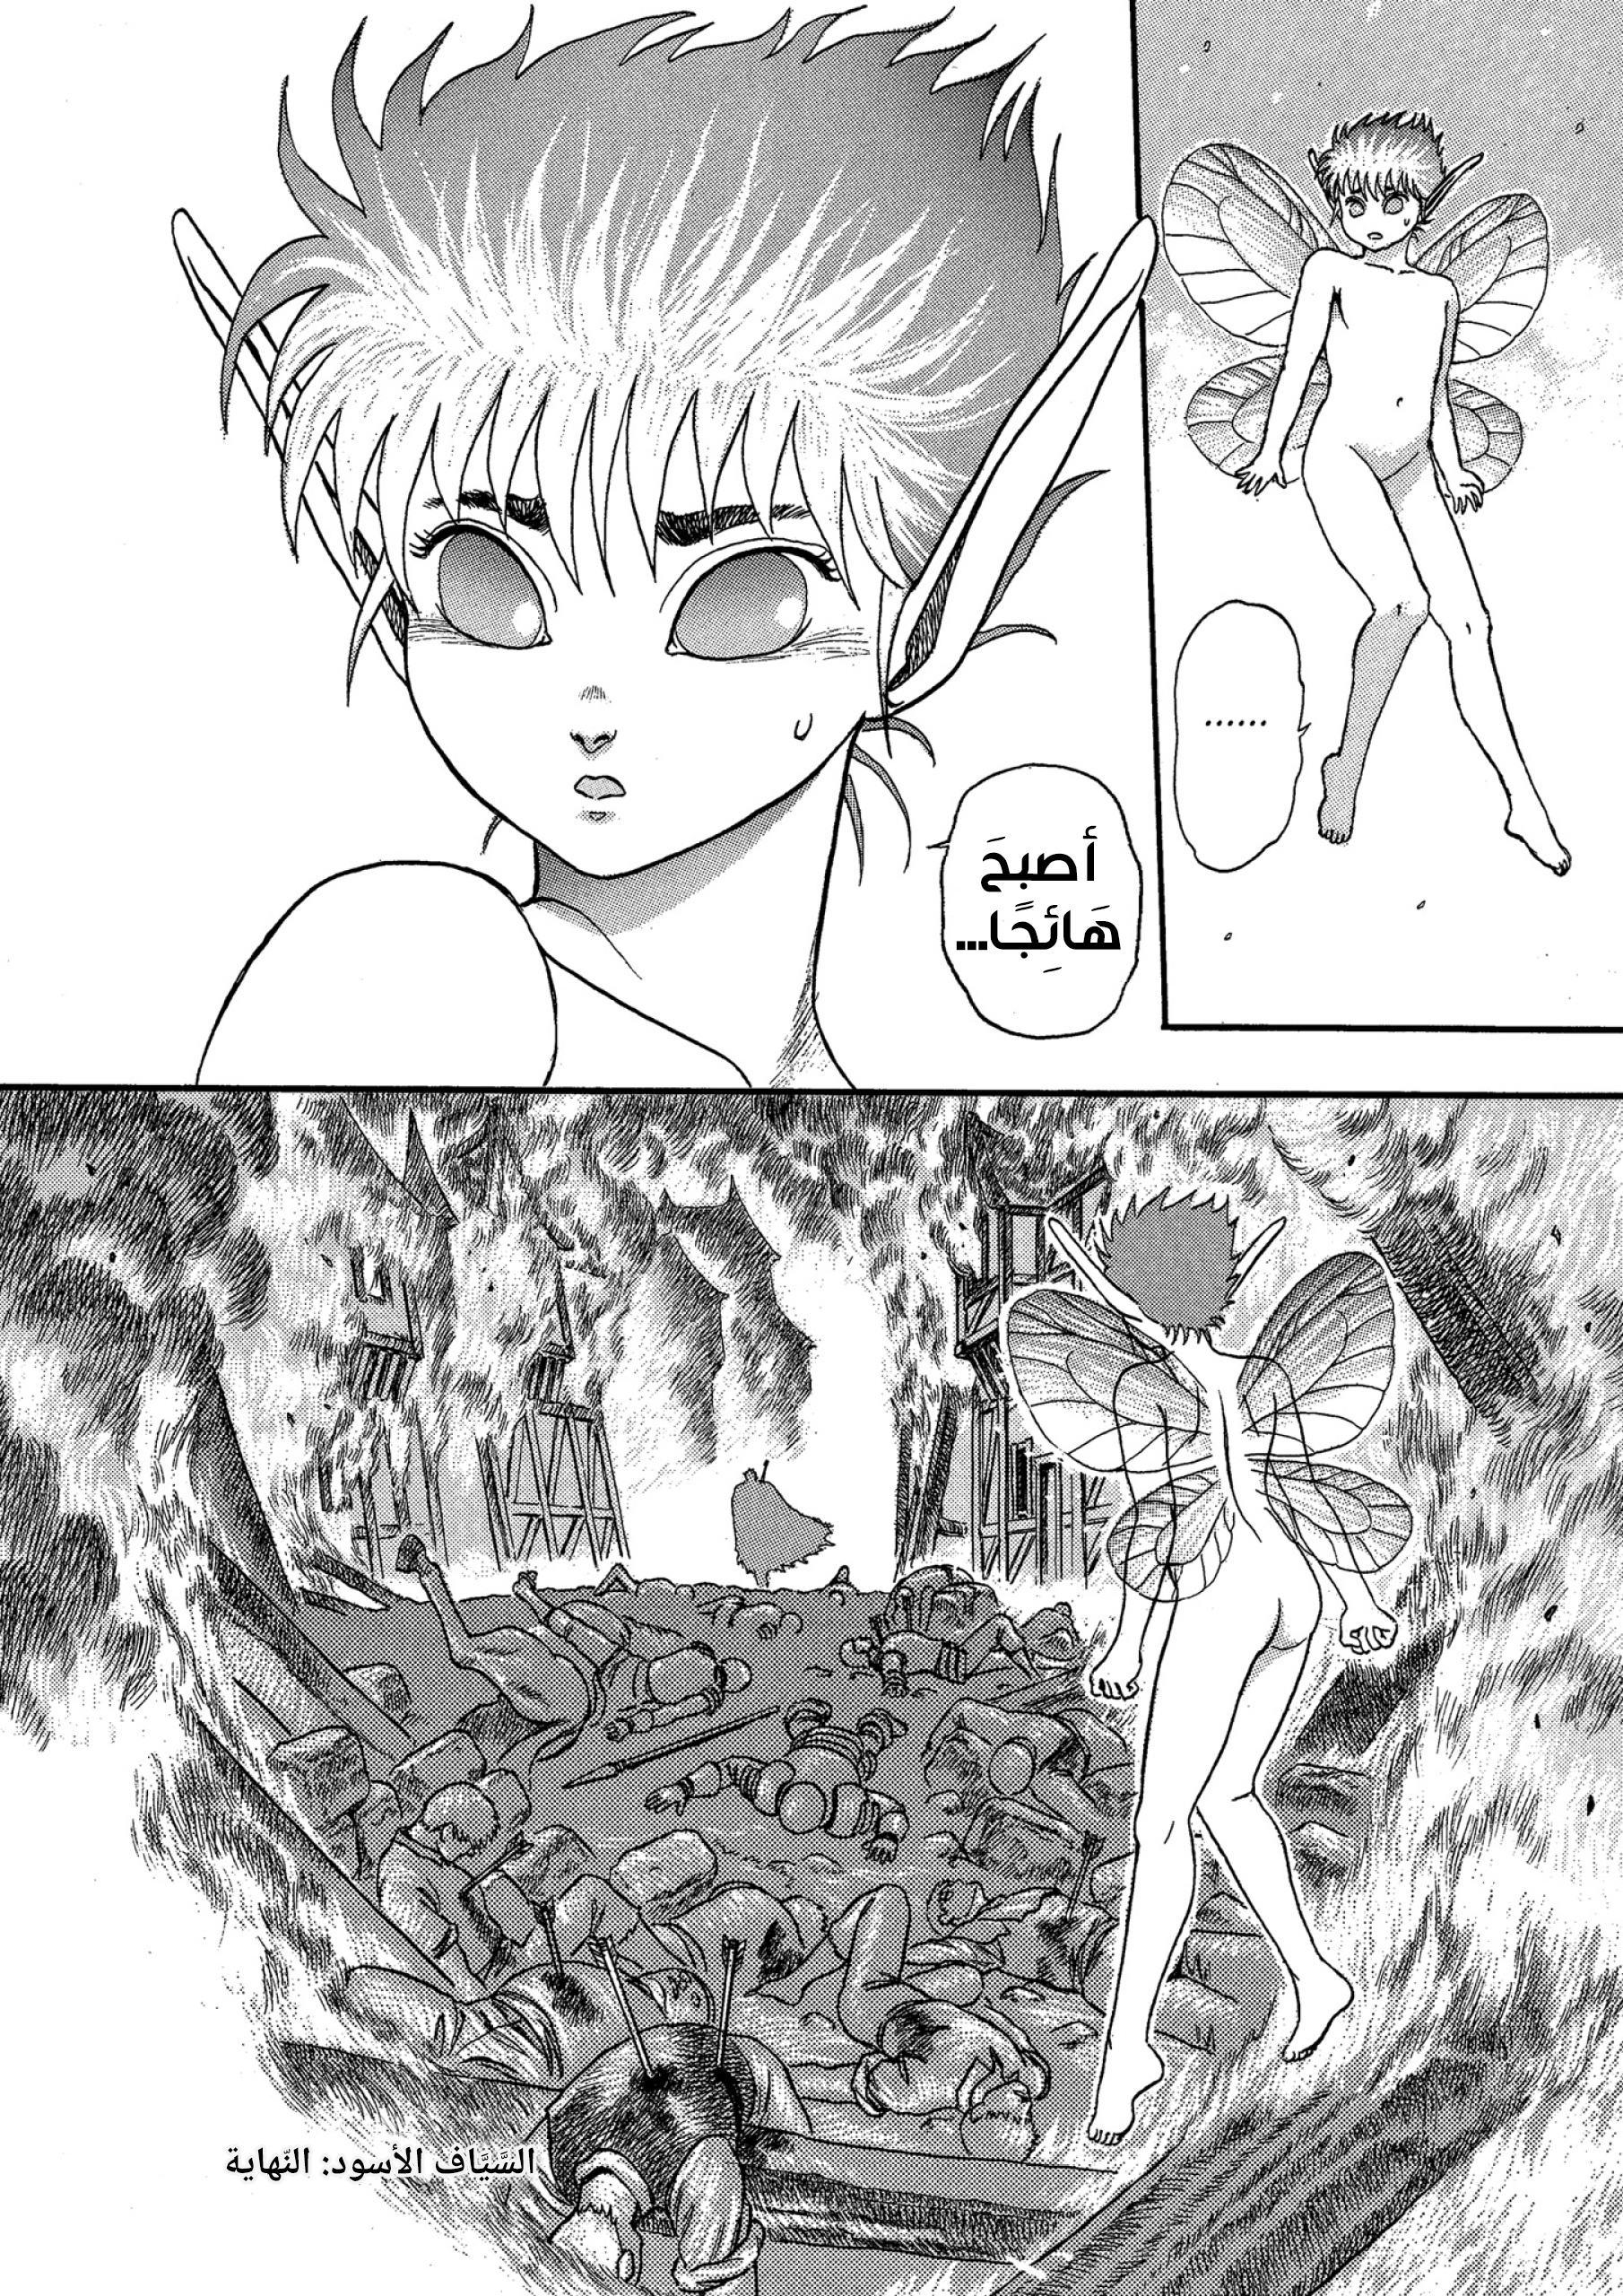 ......
أصبحَ
هَائِجًا...
السَّيَّاف الأسود: النّهاية